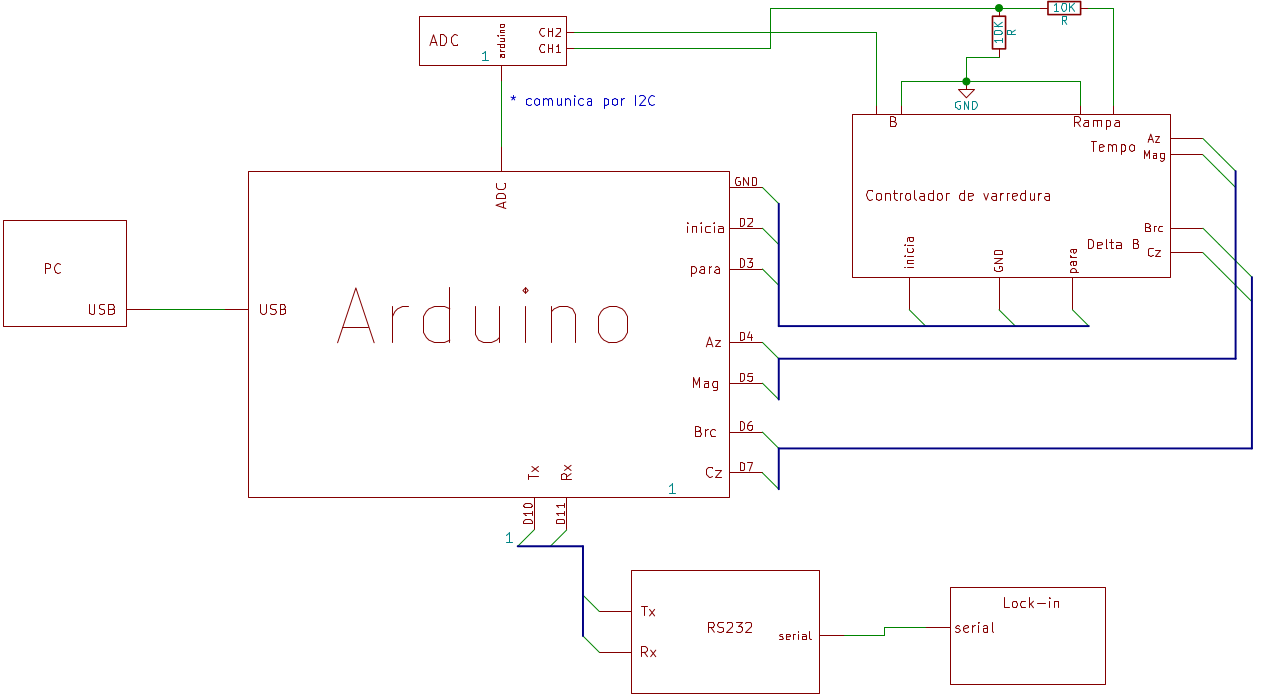 10K
R
10K
R
ADC
arduino
1
CH2
CH1
* comunica por I2C
GND
B
Rampa
Tempo
Az
Mag
Controlador de varredura
Delta B
Brc
Cz
inicia
GND
para
PC
USB
USB
ADC
Arduino
GND
inicia
D2
para
D3
Az
D4
Mag
D5
Brc
D6
Cz
D7
Tx
Rx
1
D10
D11
1
Tx
RS232
serial
Rx
Lock-in
serial